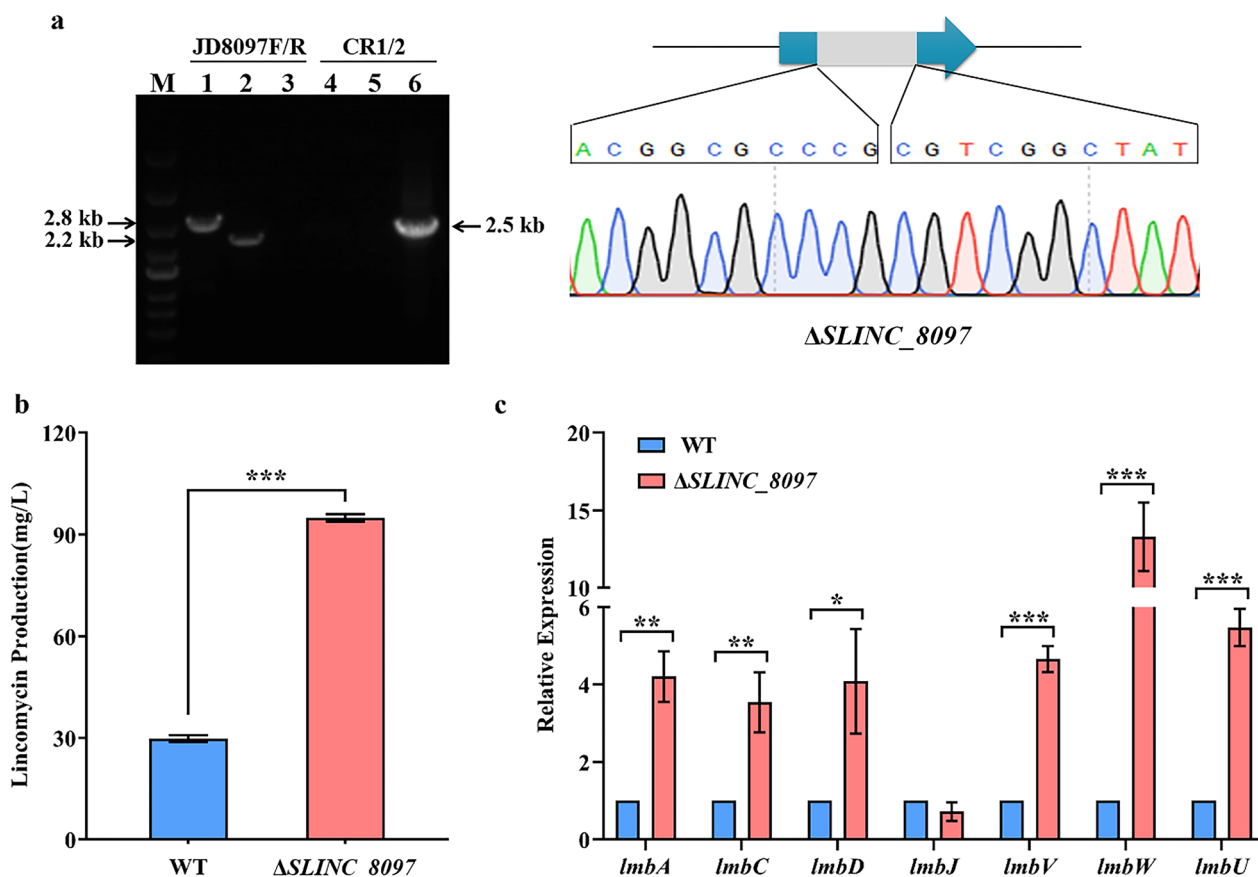 a
JD8097F/R CR1/2
M 1 2 3 4 5 6
2.8 kb
2.2 kb
2.5 kb
A C G G C G C C C G C G T C G G C T A T
ΔSLINC_8097
b
Lincomycin Production(mg/L)
120
90
60
30
0
***
WT ΔSLINC_8097
c
Relative Expression
20
15
10
6
4
2
0
WT
ΔSLINC_8097
** ** * *** *** ***
lmbA lmbC lmbD lmbJ lmbV lmbW lmbU